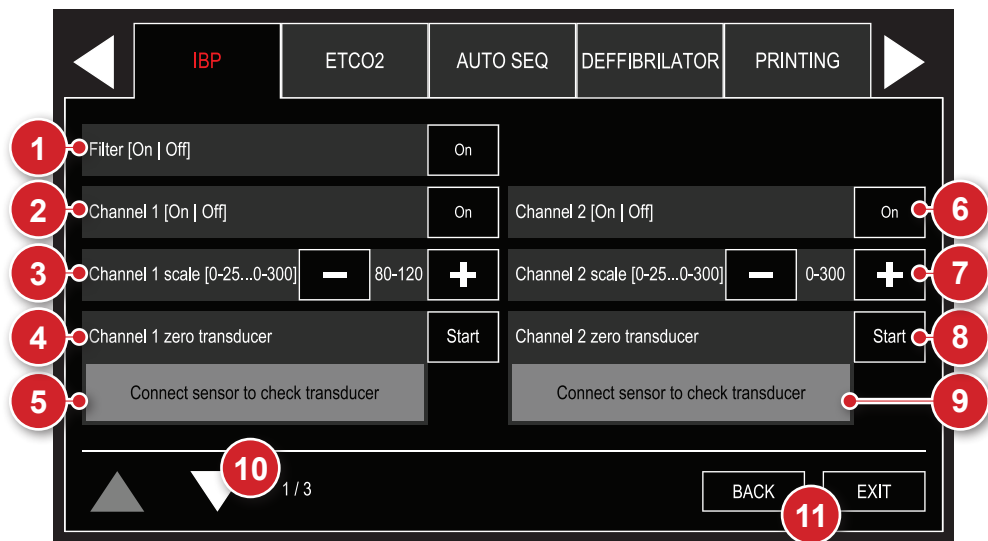 IBP ETCO2 AUTO SEQ DEFFIBRILATOR PRINTING
1 Filter [On | Off] On
2 Channel 1 [On | Off] On Channel 2 [On | Off] On 6
3 Channel 1 scale [0-25...0-300] − 80-120 + Channel 2 scale [0-25...0-300] − 0-300 + 7
4 Channel 1 zero transducer Start Channel 2 zero transducer Start 8
5 Connect sensor to check transducer Connect sensor to check transducer 9
10 1 / 3 BACK 11 EXIT